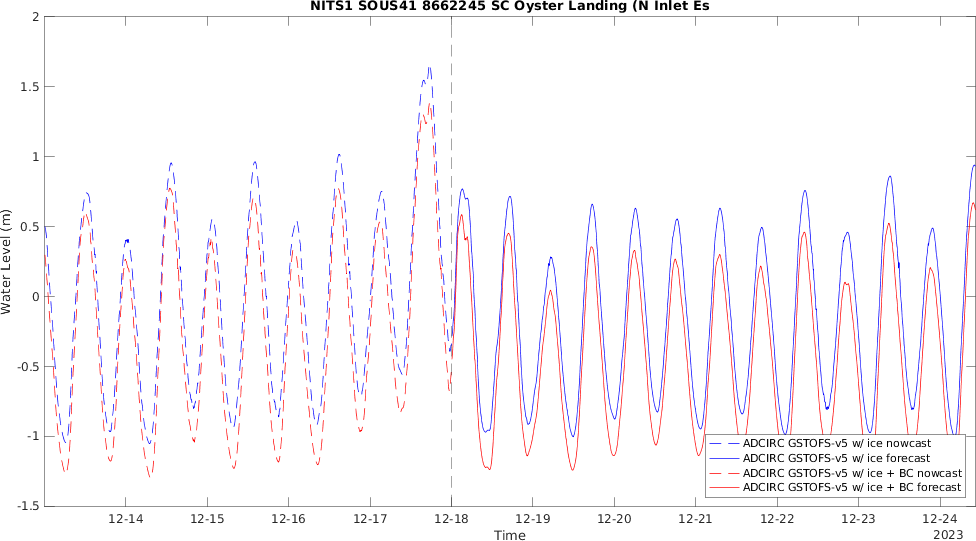 NITS1 SOUS41 8662245 SC Oyster Landing (N Inlet Es
2
1.5
1
0.5
0
-0.5
-1
-1.5
Water Level (m)
ADCIRC GSTOFS-v5 w/ ice nowcast
ADCIRC GSTOFS-v5 w/ ice forecast
ADCIRC GSTOFS-v5 w/ ice + BC nowcast
ADCIRC GSTOFS-v5 w/ ice + BC forecast
12-14 12-15 12-16 12-17 12-18 12-19 12-20 12-21 12-22 12-23 12-24
Time
2023